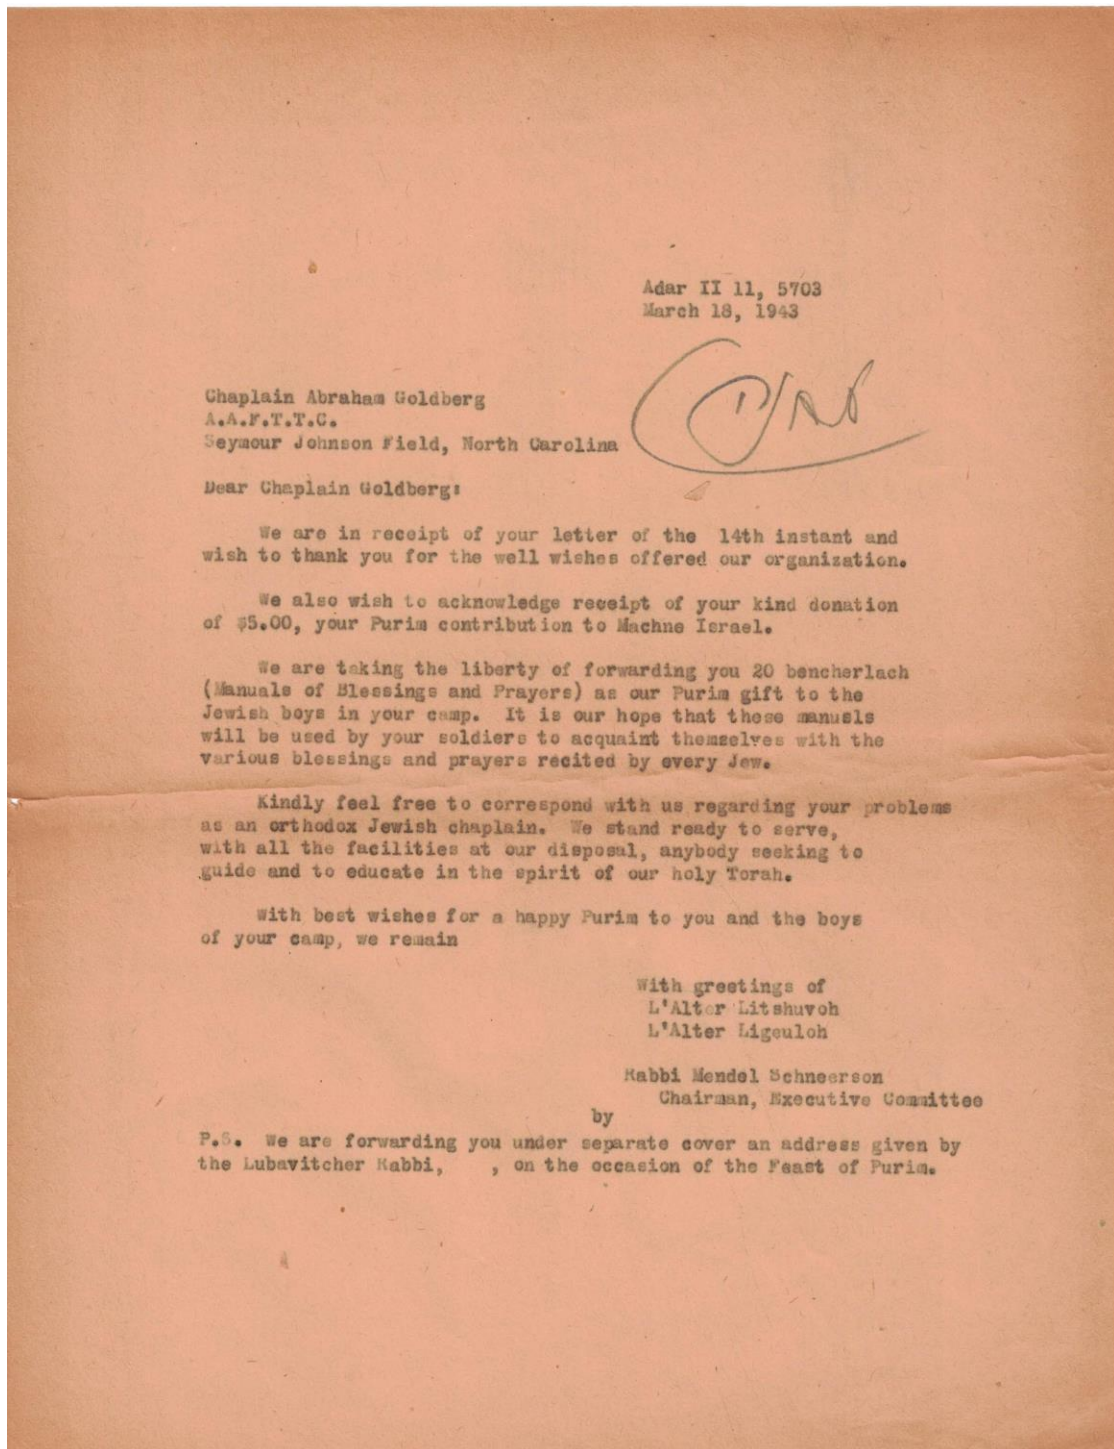 Adar II 11, 5703
March 18, 1943
Chaplain Abraham Goldberg
A.A.F.T.T.C.
Seymour Johnson Field, North Carolina
Dear Chaplain Goldberg:
We are in receipt of your letter of the 14th instant and
wish to thank you for the well wishes offered our organization.
We also wish to acknowledge receipt of your kind donation
of $5.00, your Purim contribution to Machne Israel.
We are taking the liberty of forwarding you 20 bencherlach
(Manuals of Blessings and Prayers) as our Purim gift to the
Jewish boys in your camp. It is our hope that these manuals
will be used by your soldiers to acquaint themselves with the
various blessings and prayers recited by every Jew.
Kindly feel free to correspond with us regarding your problems
as an orthodox Jewish chaplain. We stand ready to serve,
with all the facilities at our disposal, anybody seeking to
guide and to educate in the spirit of our holy Torah.
With best wishes for a happy Purim to you and the boys
of your camp, we remain
With greetings of
L'Alter Litshuvoh
L'Alter Ligeuloh
Rabbi Mendel Schneerson
Chairman, Executive Committee
by
P.S. We are forwarding you under separate cover an address given by
the Lubavitcher Rabbi, , on the occasion of the Feast of Purim.